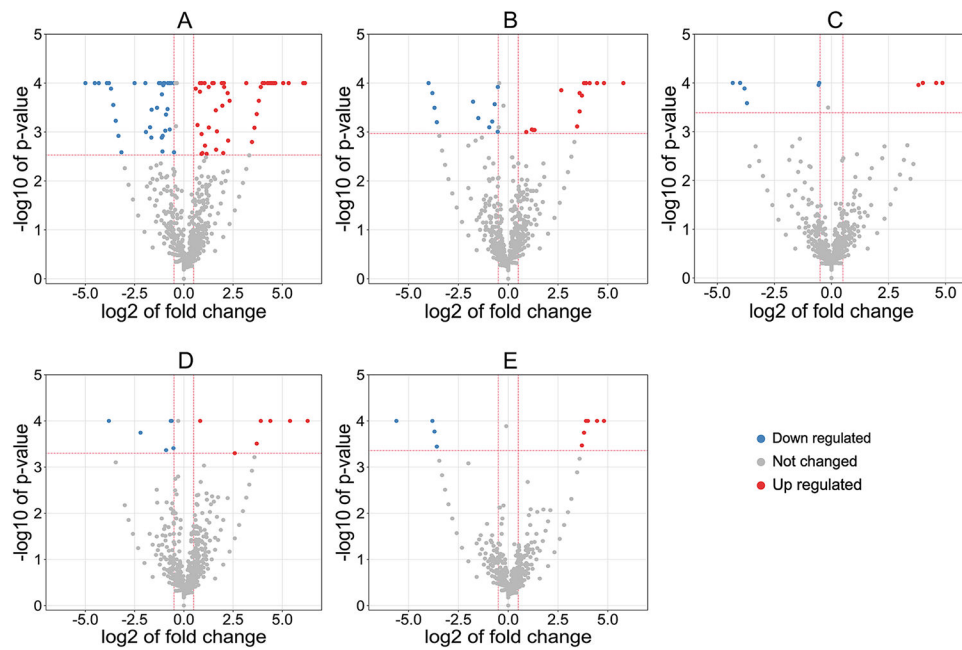 A
5
4
3
2
1
0
-log10 of p-value
-5.0 -2.5 0.0 2.5 5.0
log2 of fold change
B
5
4
3
2
1
0
-log10 of p-value
-5.0 -2.5 0.0 2.5 5.0
log2 of fold change
C
5
4
3
2
1
0
-log10 of p-value
-5.0 -2.5 0.0 2.5 5.0
log2 of fold change
D
5
4
3
2
1
0
-log10 of p-value
-5.0 -2.5 0.0 2.5 5.0
log2 of fold change
E
5
4
3
2
1
0
-log10 of p-value
-5.0 -2.5 0.0 2.5 5.0
log2 of fold change
Down regulated
Not changed
Up regulated